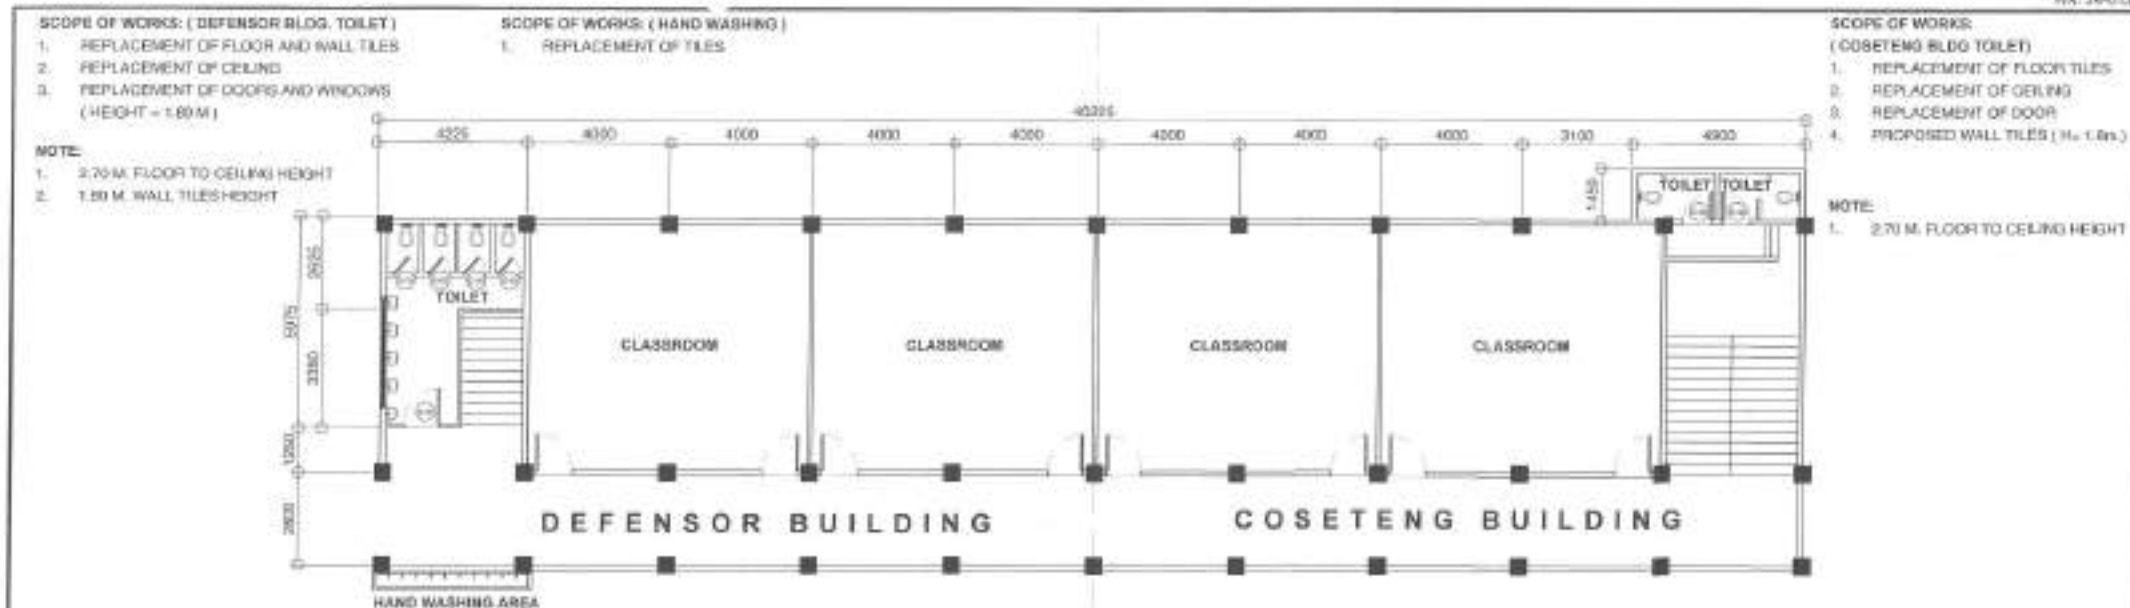 SCOPE OF WORKS: ( DEFENSOR BLDG. TOILET )
1. REPLACEMENT OF FLOOR AND WALL TILES
2. REPLACEMENT OF CEILING
3. REPLACEMENT OF DOORS AND WINDOWS
( HEIGHT = 1.80 M )
NOTE:
1. 2.70 M. FLOOR TO CEILING HEIGHT
2. 1.80 M. WALL TILES HEIGHT
SCOPE OF WORKS: ( HAND WASHING )
1. REPLACEMENT OF TILES
SCOPE OF WORKS:
( COSETENG BLDG TOILET)
1. REPLACEMENT OF FLOOR TILES
2. REPLACEMENT OF CEILING
3. REPLACEMENT OF DOOR
4. PROPOSED WALL TILES ( H= 1.8m.)
NOTE:
1. 2.70 M. FLOOR TO CEILING HEIGHT
4225 4000 4000 4000 4000 4000 4000 4000 3100 4900
1450
TOILET TOILET
TOILET
3350
CLASSROOM CLASSROOM CLASSROOM CLASSROOM
DEFENSOR BUILDING
COSETENG BUILDING
HAND WASHING AREA